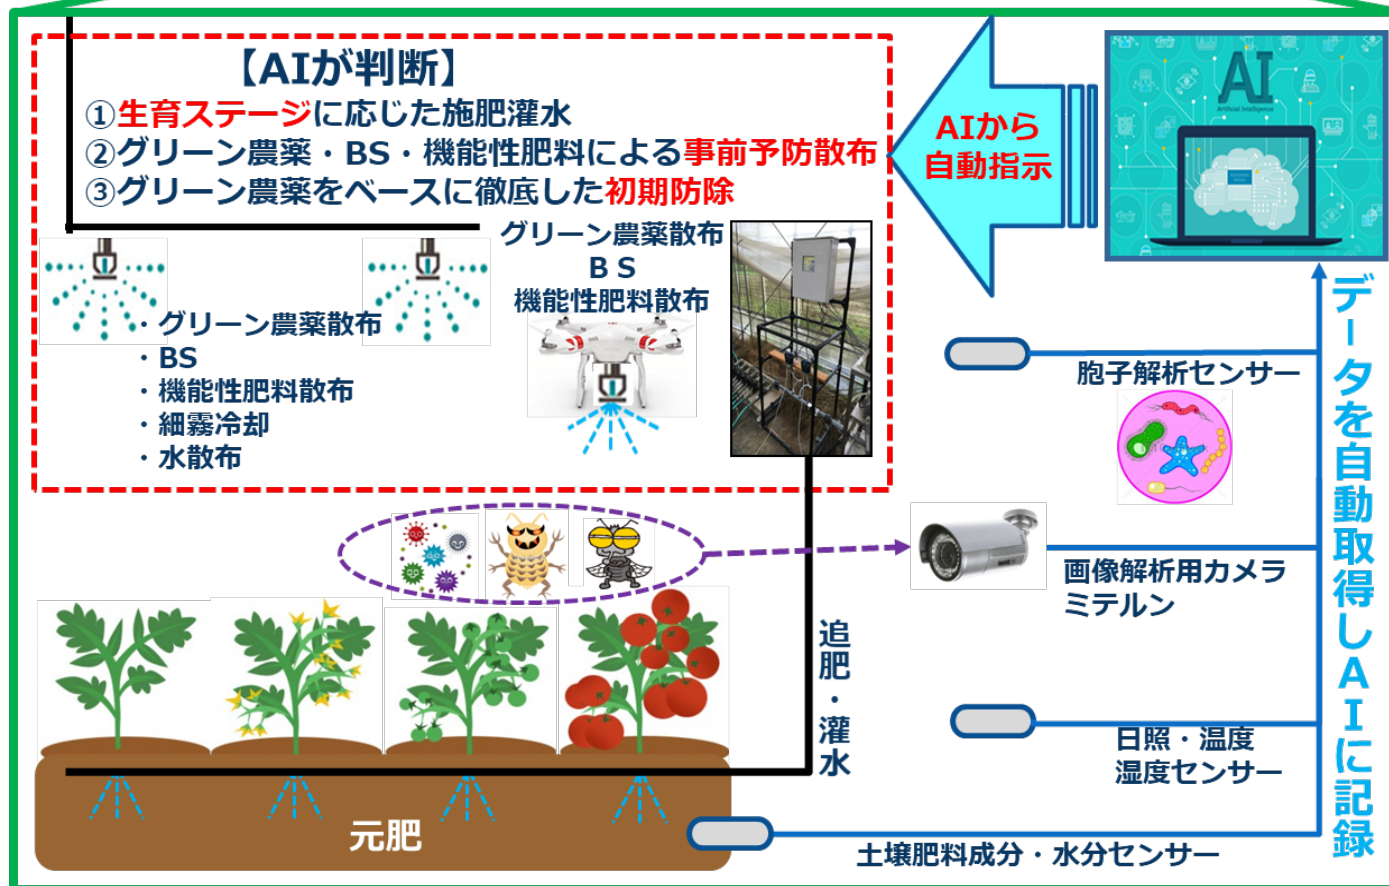 【AIが判断】
①生育ステージに応じた施肥灌水
②グリーン農薬・BS・機能性肥料による事前予防散布
③グリーン農薬をベースに徹底した初期防除
AIから
自動指示
AI
Artificial Intelligence
グリーン農薬散布
ＢＳ
機能性肥料散布
・グリーン農薬散布
・BS
・機能性肥料散布
・細霧冷却
・水散布
胞子解析センサー
画像解析用カメラ
ミテルン
追肥・灌水
日照・温度
湿度センサー
元肥
土壌肥料成分・水分センサー
データを自動取得しAIに記録